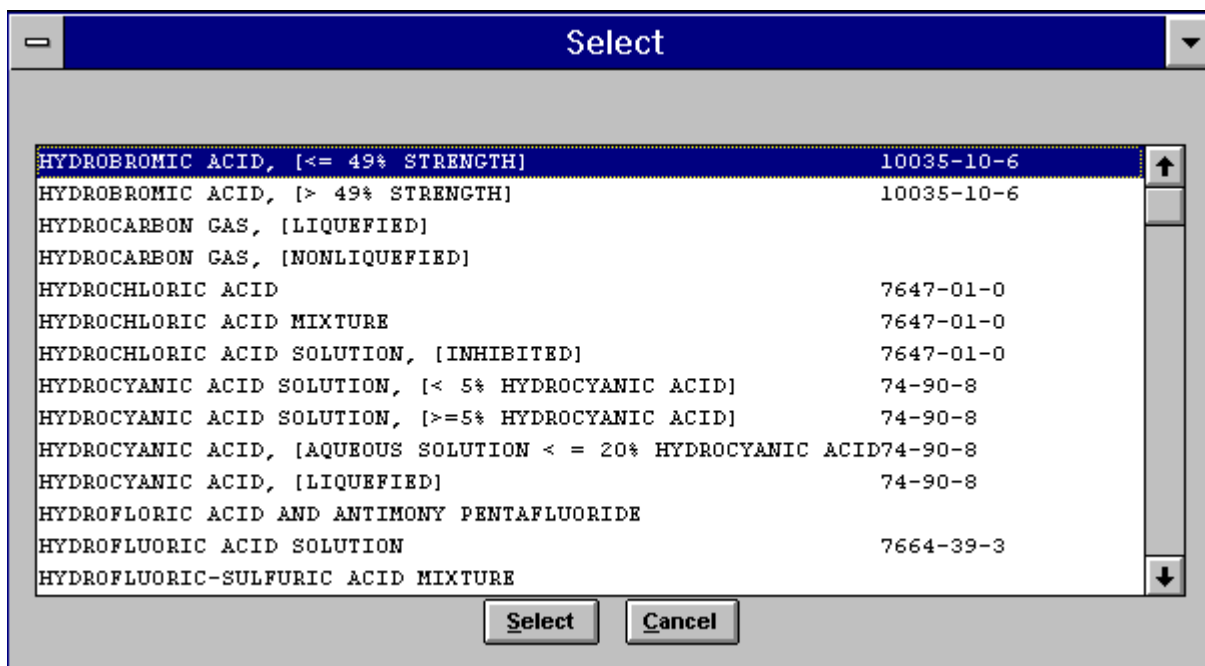 Select
HYDROBROMIC ACID, [<= 49% STRENGTH] 10035-10-6
HYDROBROMIC ACID, [> 49% STRENGTH] 10035-10-6
HYDROCARBON GAS, [LIQUEFIED]
HYDROCARBON GAS, [NONLIQUEFIED]
HYDROCHLORIC ACID 7647-01-0
HYDROCHLORIC ACID MIXTURE 7647-01-0
HYDROCHLORIC ACID SOLUTION, [INHIBITED] 7647-01-0
HYDROCYANIC ACID SOLUTION, [< 5% HYDROCYANIC ACID] 74-90-8
HYDROCYANIC ACID SOLUTION, [>=5% HYDROCYANIC ACID] 74-90-8
HYDROCYANIC ACID, [AQUEOUS SOLUTION < = 20% HYDROCYANIC ACID74-90-8
HYDROCYANIC ACID, [LIQUEFIED] 74-90-8
HYDROFLORIC ACID AND ANTIMONY PENTAFLUORIDE
HYDROFLUORIC ACID SOLUTION 7664-39-3
HYDROFLUORIC-SULFURIC ACID MIXTURE
Select Cancel